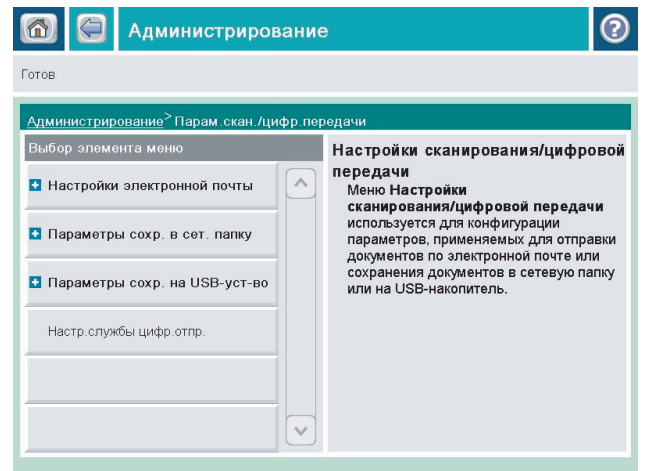 Администрирование
?
Готов
Администрирование > Парам.скан./цифр.передачи
Выбор элемента меню
Настройки электронной почты
Параметры сохр. в сет. папку
Параметры сохр. на USB-уст-во
Настр.службы цифр.отпр.
Настройки сканирования/цифровой
передачи
Меню Настройки
сканирования/цифровой передачи
используется для конфигурации
параметров, применяемых для отправки
документов по электронной почте или
сохранения документов в сетевую папку
или на USB-накопитель.